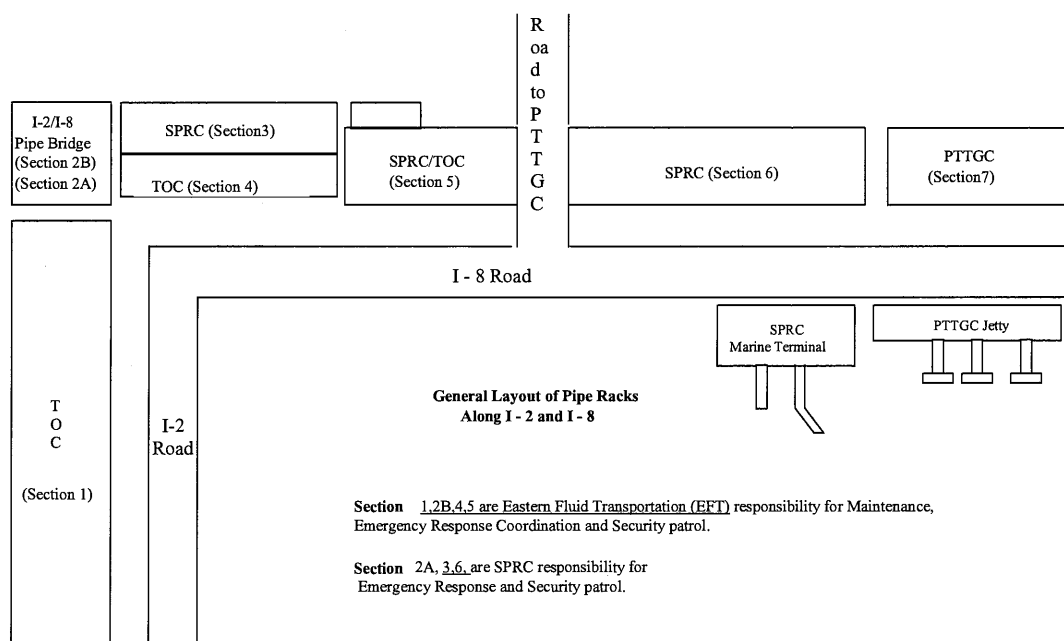 Road to PTTGC
I-2/I-8
Pipe Bridge
(Section 2B)
(Section 2A)
SPRC (Section3)
TOC (Section 4)
SPRC/TOC
(Section 5)
SPRC (Section 6)
PTTGC
(Section7)
I - 8 Road
SPRC
Marine Terminal
PTTGC Jetty
General Layout of Pipe Racks
Along I - 2 and I - 8
TOC
(Section 1)
I-2
Road
Section 1,2B,4,5 are Eastern Fluid Transportation (EFT) responsibility for Maintenance,
Emergency Response Coordination and Security patrol.
Section 2A, 3,6, are SPRC responsibility for
Emergency Response and Security patrol.